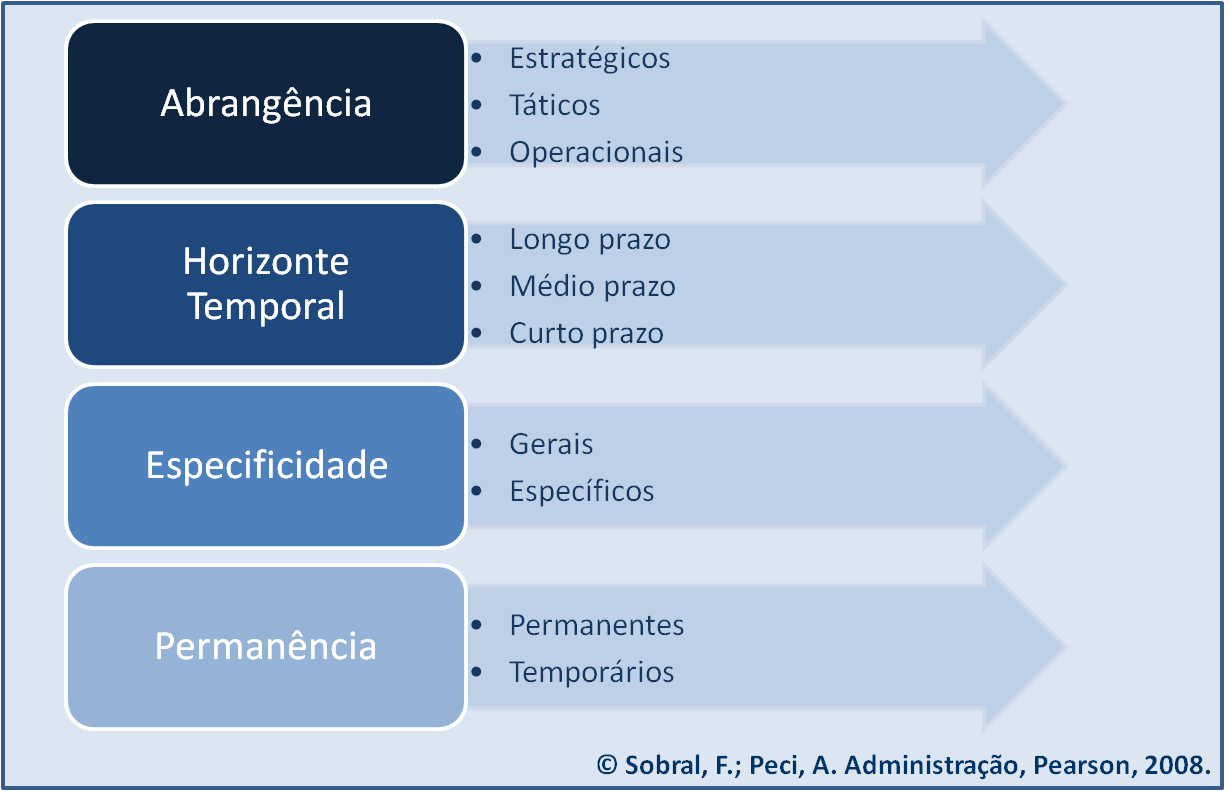 Abrangência
• Estratégicos
• Táticos
• Operacionais
Horizonte
Temporal
• Longo prazo
• Médio prazo
• Curto prazo
Especificidade
• Gerais
• Específicos
Permanência
• Permanentes
• Temporários
© Sobral, F.; Peci, A. Administração, Pearson, 2008.